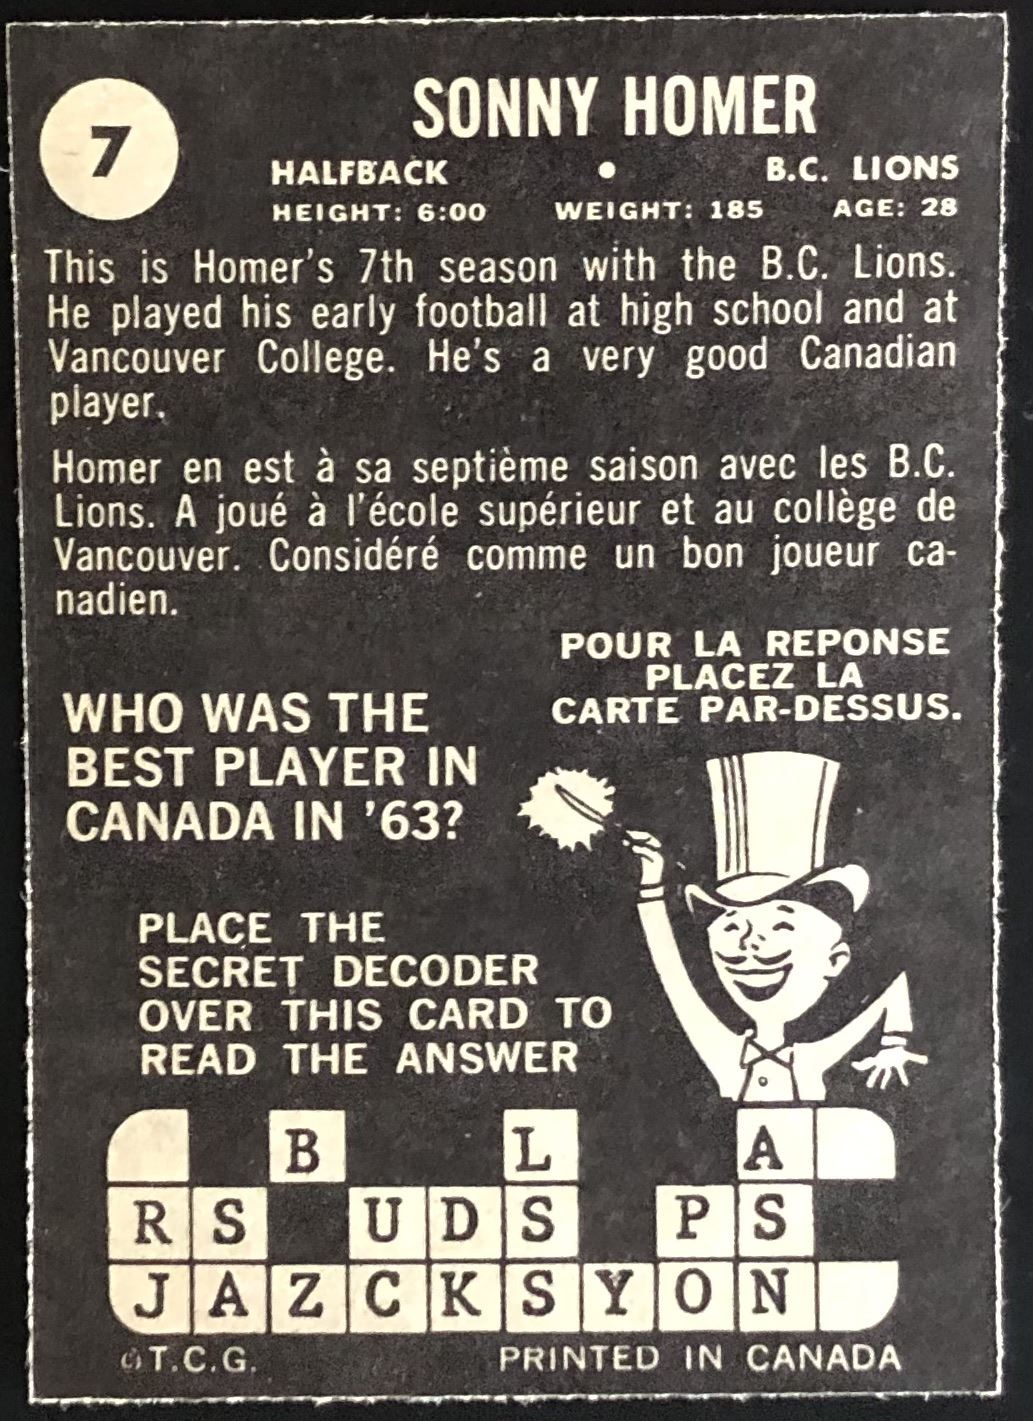 7
SONNY HOMER
HALFBACK • B.C. LIONS
HEIGHT: 6:00 WEIGHT: 185 AGE: 28
This is Homer's 7th season with the B.C. Lions.
He played his early football at high school and at
Vancouver College. He's a very good Canadian
player.
Homer en est à sa septième saison avec les B.C.
Lions. A joué à l'école supérieur et au collège de
Vancouver. Considéré comme un bon joueur ca-
nadien.
POUR LA REPONSE
PLACEZ LA
CARTE PAR-DESSUS.
WHO WAS THE
BEST PLAYER IN
CANADA IN '63?
PLACE THE
SECRET DECODER
OVER THIS CARD TO
READ THE ANSWER
B L A
R S U D S P S
J A Z C K S Y O N
© T.C.G. PRINTED IN CANADA